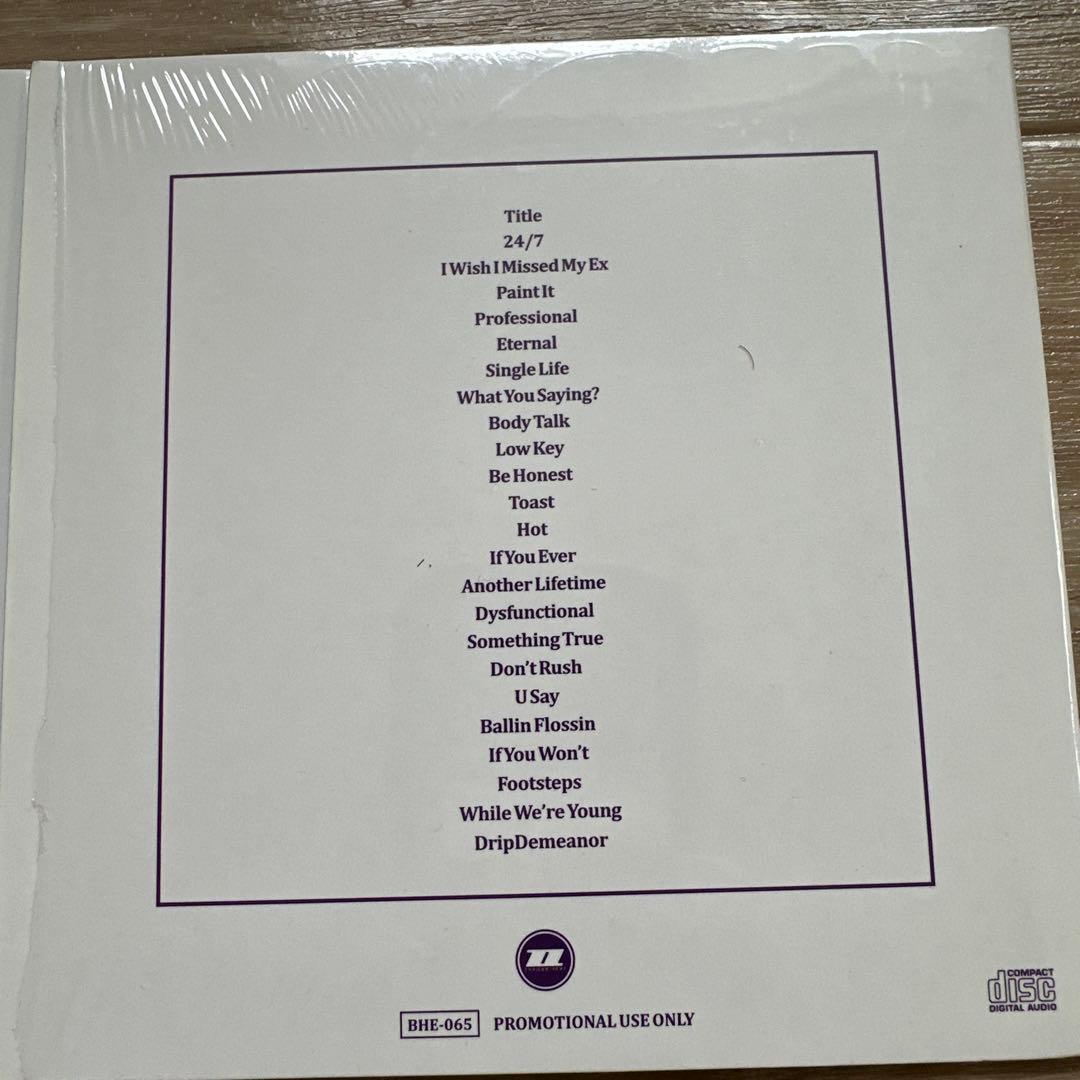 Title
24/7
I Wish I Missed My Ex
Paint It
Professional
Eternal
Single Life
What You Saying?
Body Talk
Low Key
Be Honest
Toast
Hot
If You Ever
Another Lifetime
Dysfunctional
Something True
Don't Rush
U Say
Ballin Flossin
If You Won't
Footsteps
While We're Young
DripDemeanor
BHE-065 PROMOTIONAL USE ONLY
COMPACT
disc
DIGITAL AUDIO